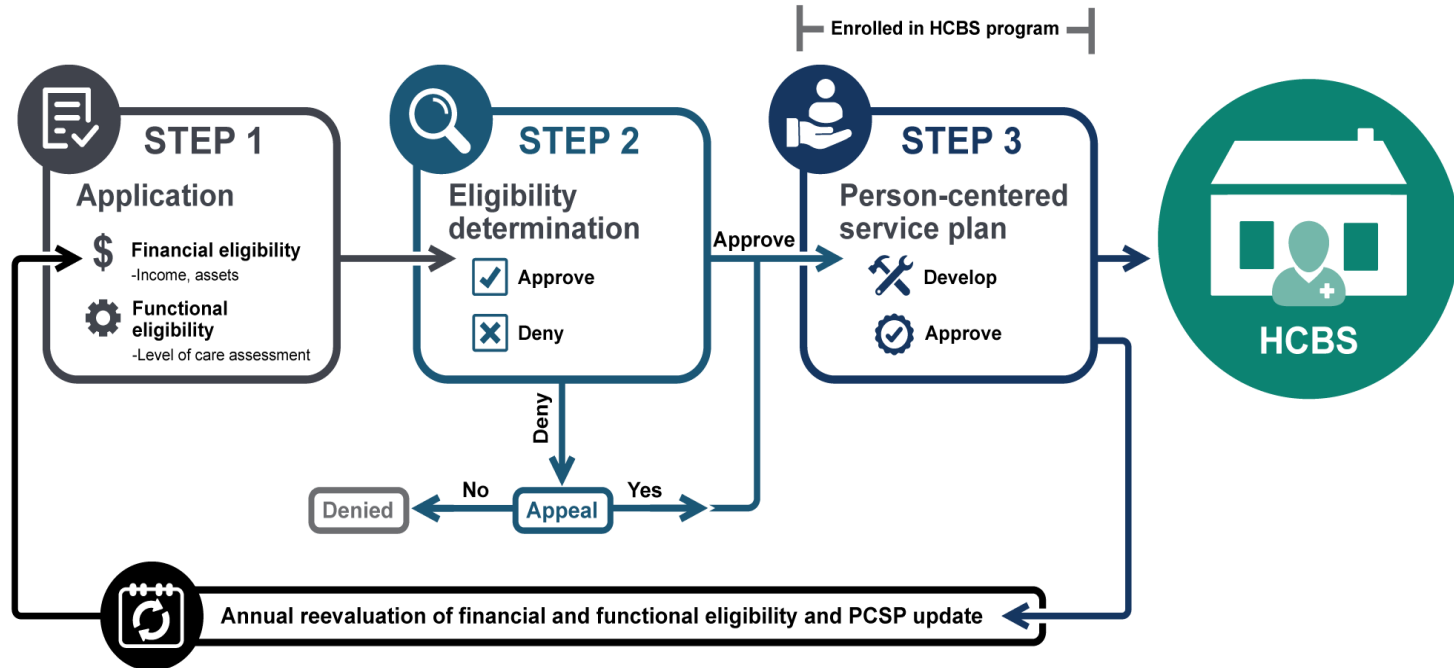 Enrolled in HCBS program
STEP 1
Application
$ Financial eligibility
-Income, assets
Functional
eligibility
-Level of care assessment
STEP 2
Eligibility
determination
Approve
Deny
Approve
STEP 3
Person-centered
service plan
Develop
Approve
HCBS
Deny
Denied
No
Appeal
Yes
Annual reevaluation of financial and functional eligibility and PCSP update